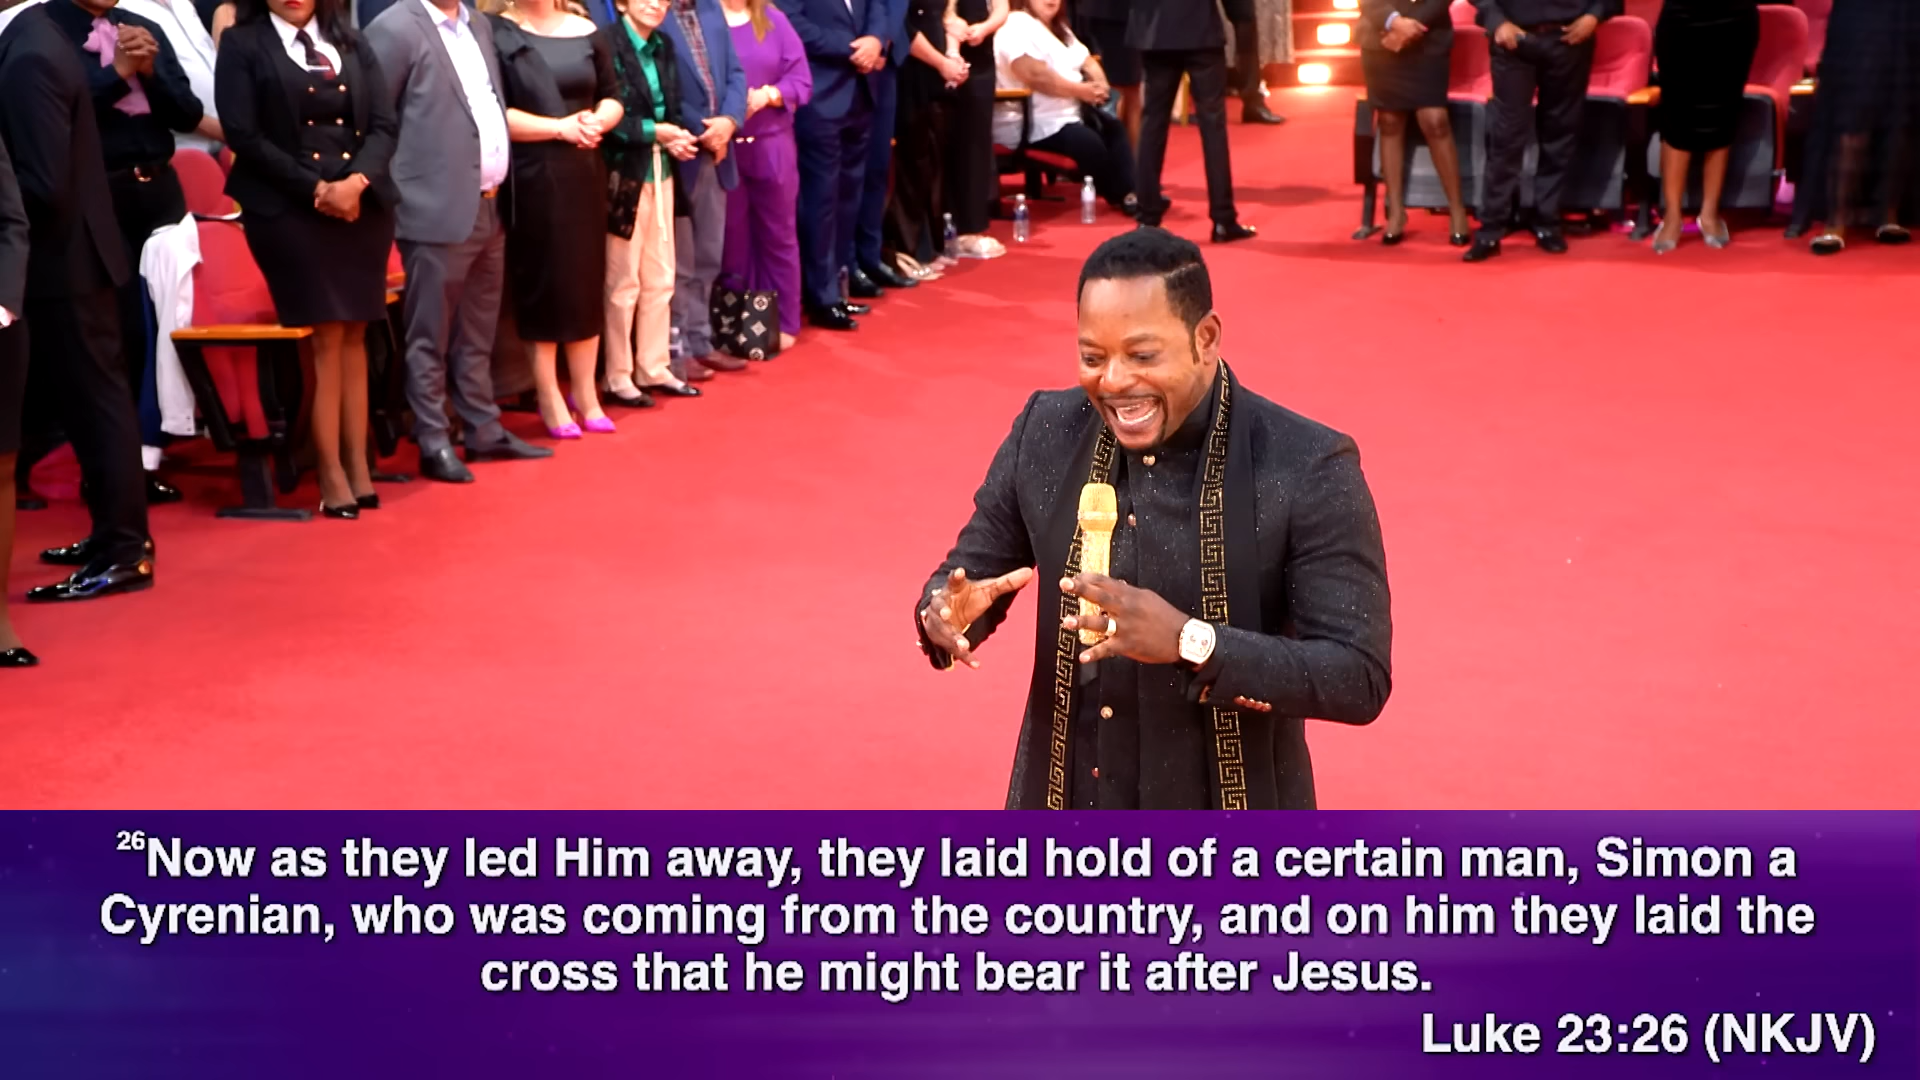 ²⁶Now as they led Him away, they laid hold of a certain man, Simon a
Cyrenian, who was coming from the country, and on him they laid the
cross that he might bear it after Jesus.
Luke 23:26 (NKJV)